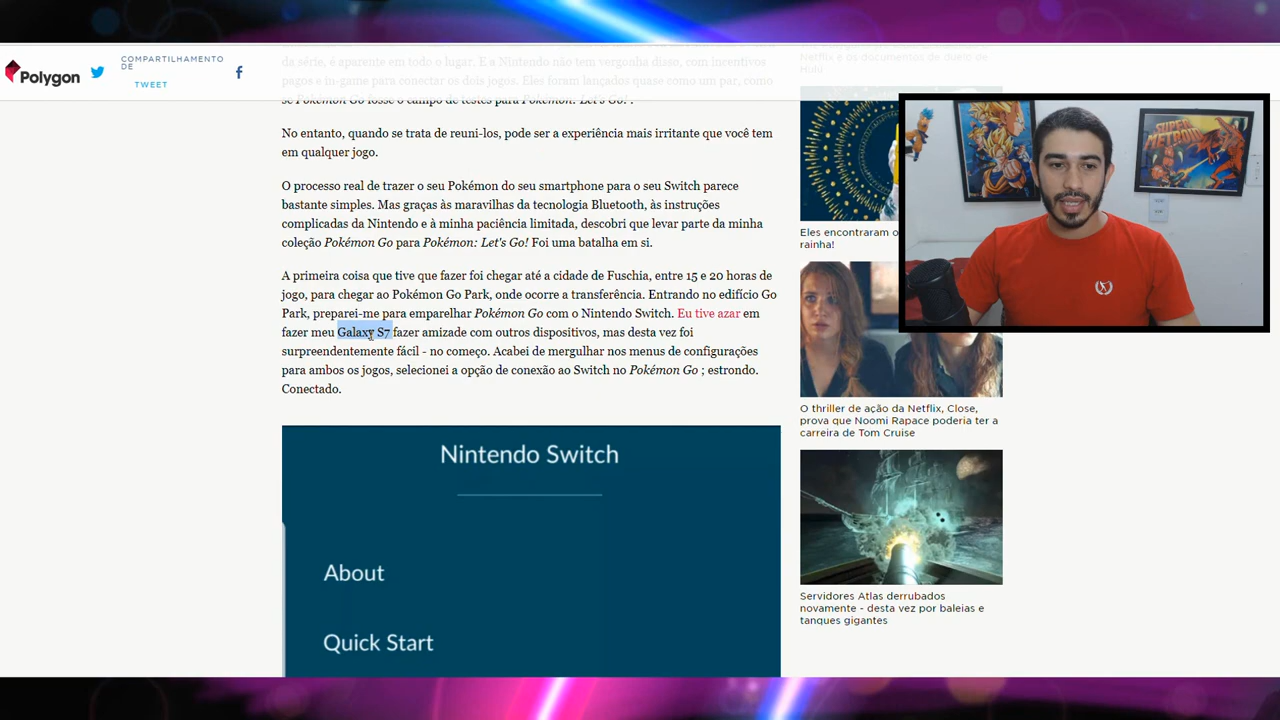 Polygon
COMPARTILHAMENTO
DE
TWEET
da série, é aparente em todo o lugar. E a Nintendo não tem vergonha disso, com incentivos
pagos e in-game para conectar os dois jogos. Eles foram lançados quase como um par, como
se Pokémon Go fosse o campo de testes para Pokémon: Let's Go! .
No entanto, quando se trata de reuni-los, pode ser a experiência mais irritante que você tem
em qualquer jogo.
O processo real de trazer o seu Pokémon do seu smartphone para o seu Switch parece
bastante simples. Mas graças às maravilhas da tecnologia Bluetooth, às instruções
complicadas da Nintendo e à minha paciência limitada, descobri que levar parte da minha
coleção Pokémon Go para Pokémon: Let's Go! Foi uma batalha em si.
A primeira coisa que tive que fazer foi chegar até a cidade de Fuschia, entre 15 e 20 horas de
jogo, para chegar ao Pokémon Go Park, onde ocorre a transferência. Entrando no edifício Go
Park, preparei-me para emparelhar Pokémon Go com o Nintendo Switch. Eu tive azar em
fazer meu Galaxy S7 fazer amizade com outros dispositivos, mas desta vez foi
surpreendentemente fácil - no começo. Acabei de mergulhar nos menus de configurações
para ambos os jogos, selecionei a opção de conexão ao Switch no Pokémon Go ; estrondo.
Conectado.
Nintendo Switch
About
Quick Start
Netflix e os documentos de duelo de
Hulu
Eles encontraram o
rainha!
O thriller de ação da Netflix, Close,
prova que Noomi Rapace poderia ter a
carreira de Tom Cruise
Servidores Atlas derrubados
novamente - desta vez por baleias e
tanques gigantes
SUPER
METROID